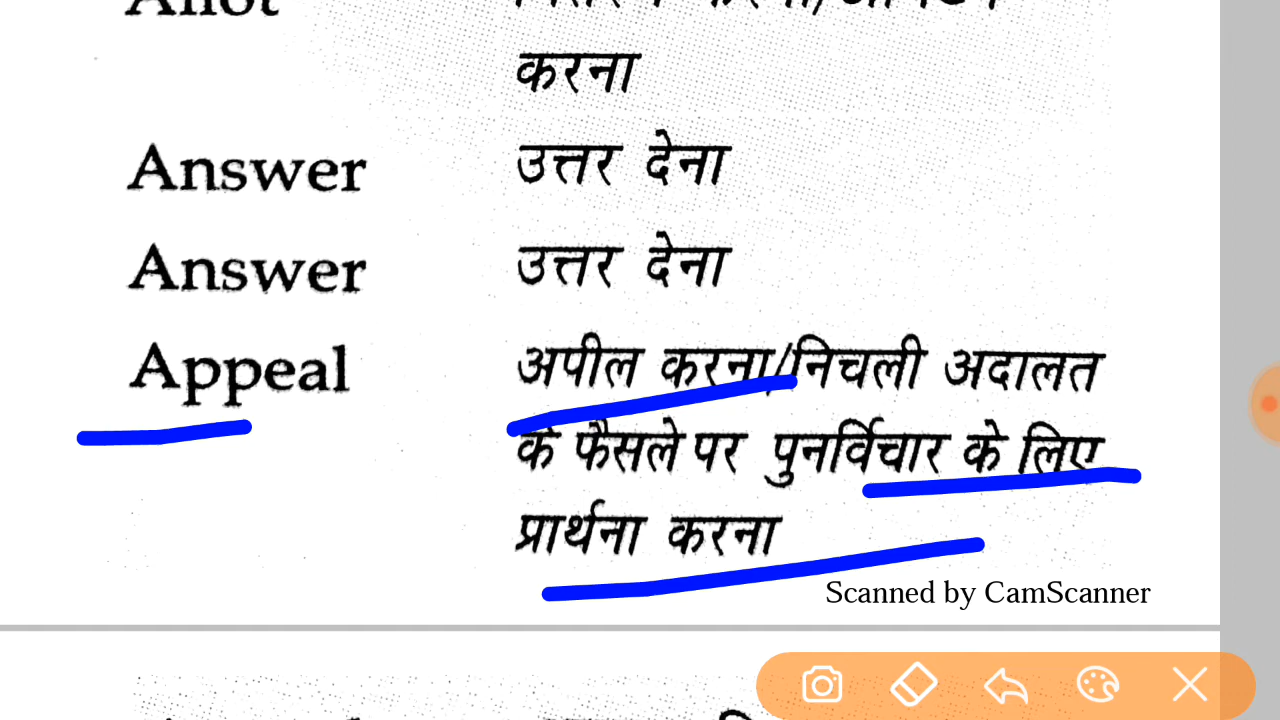 Allot
करना
Answer उत्तर देना
Answer उत्तर देना
Appeal अपील करना/निचली अदालत
के फैसले पर पुनर्विचार के लिए
प्रार्थना करना
Scanned by CamScanner